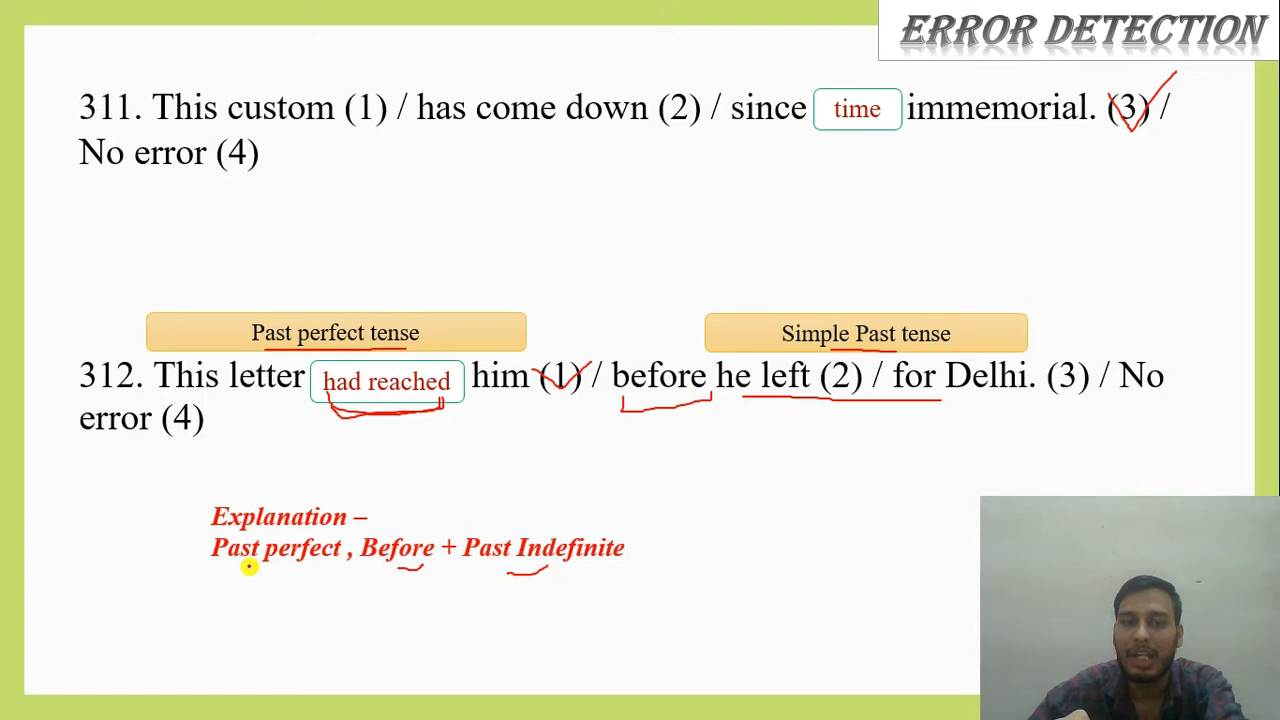 ERROR DETECTION
311. This custom (1) / has come down (2) / since time immemorial. (3) /
No error (4)
Past perfect tense
Simple Past tense
312. This letter had reached him (1) / before he left (2) / for Delhi. (3) / No
error (4)
Explanation –
Past perfect , Before + Past Indefinite